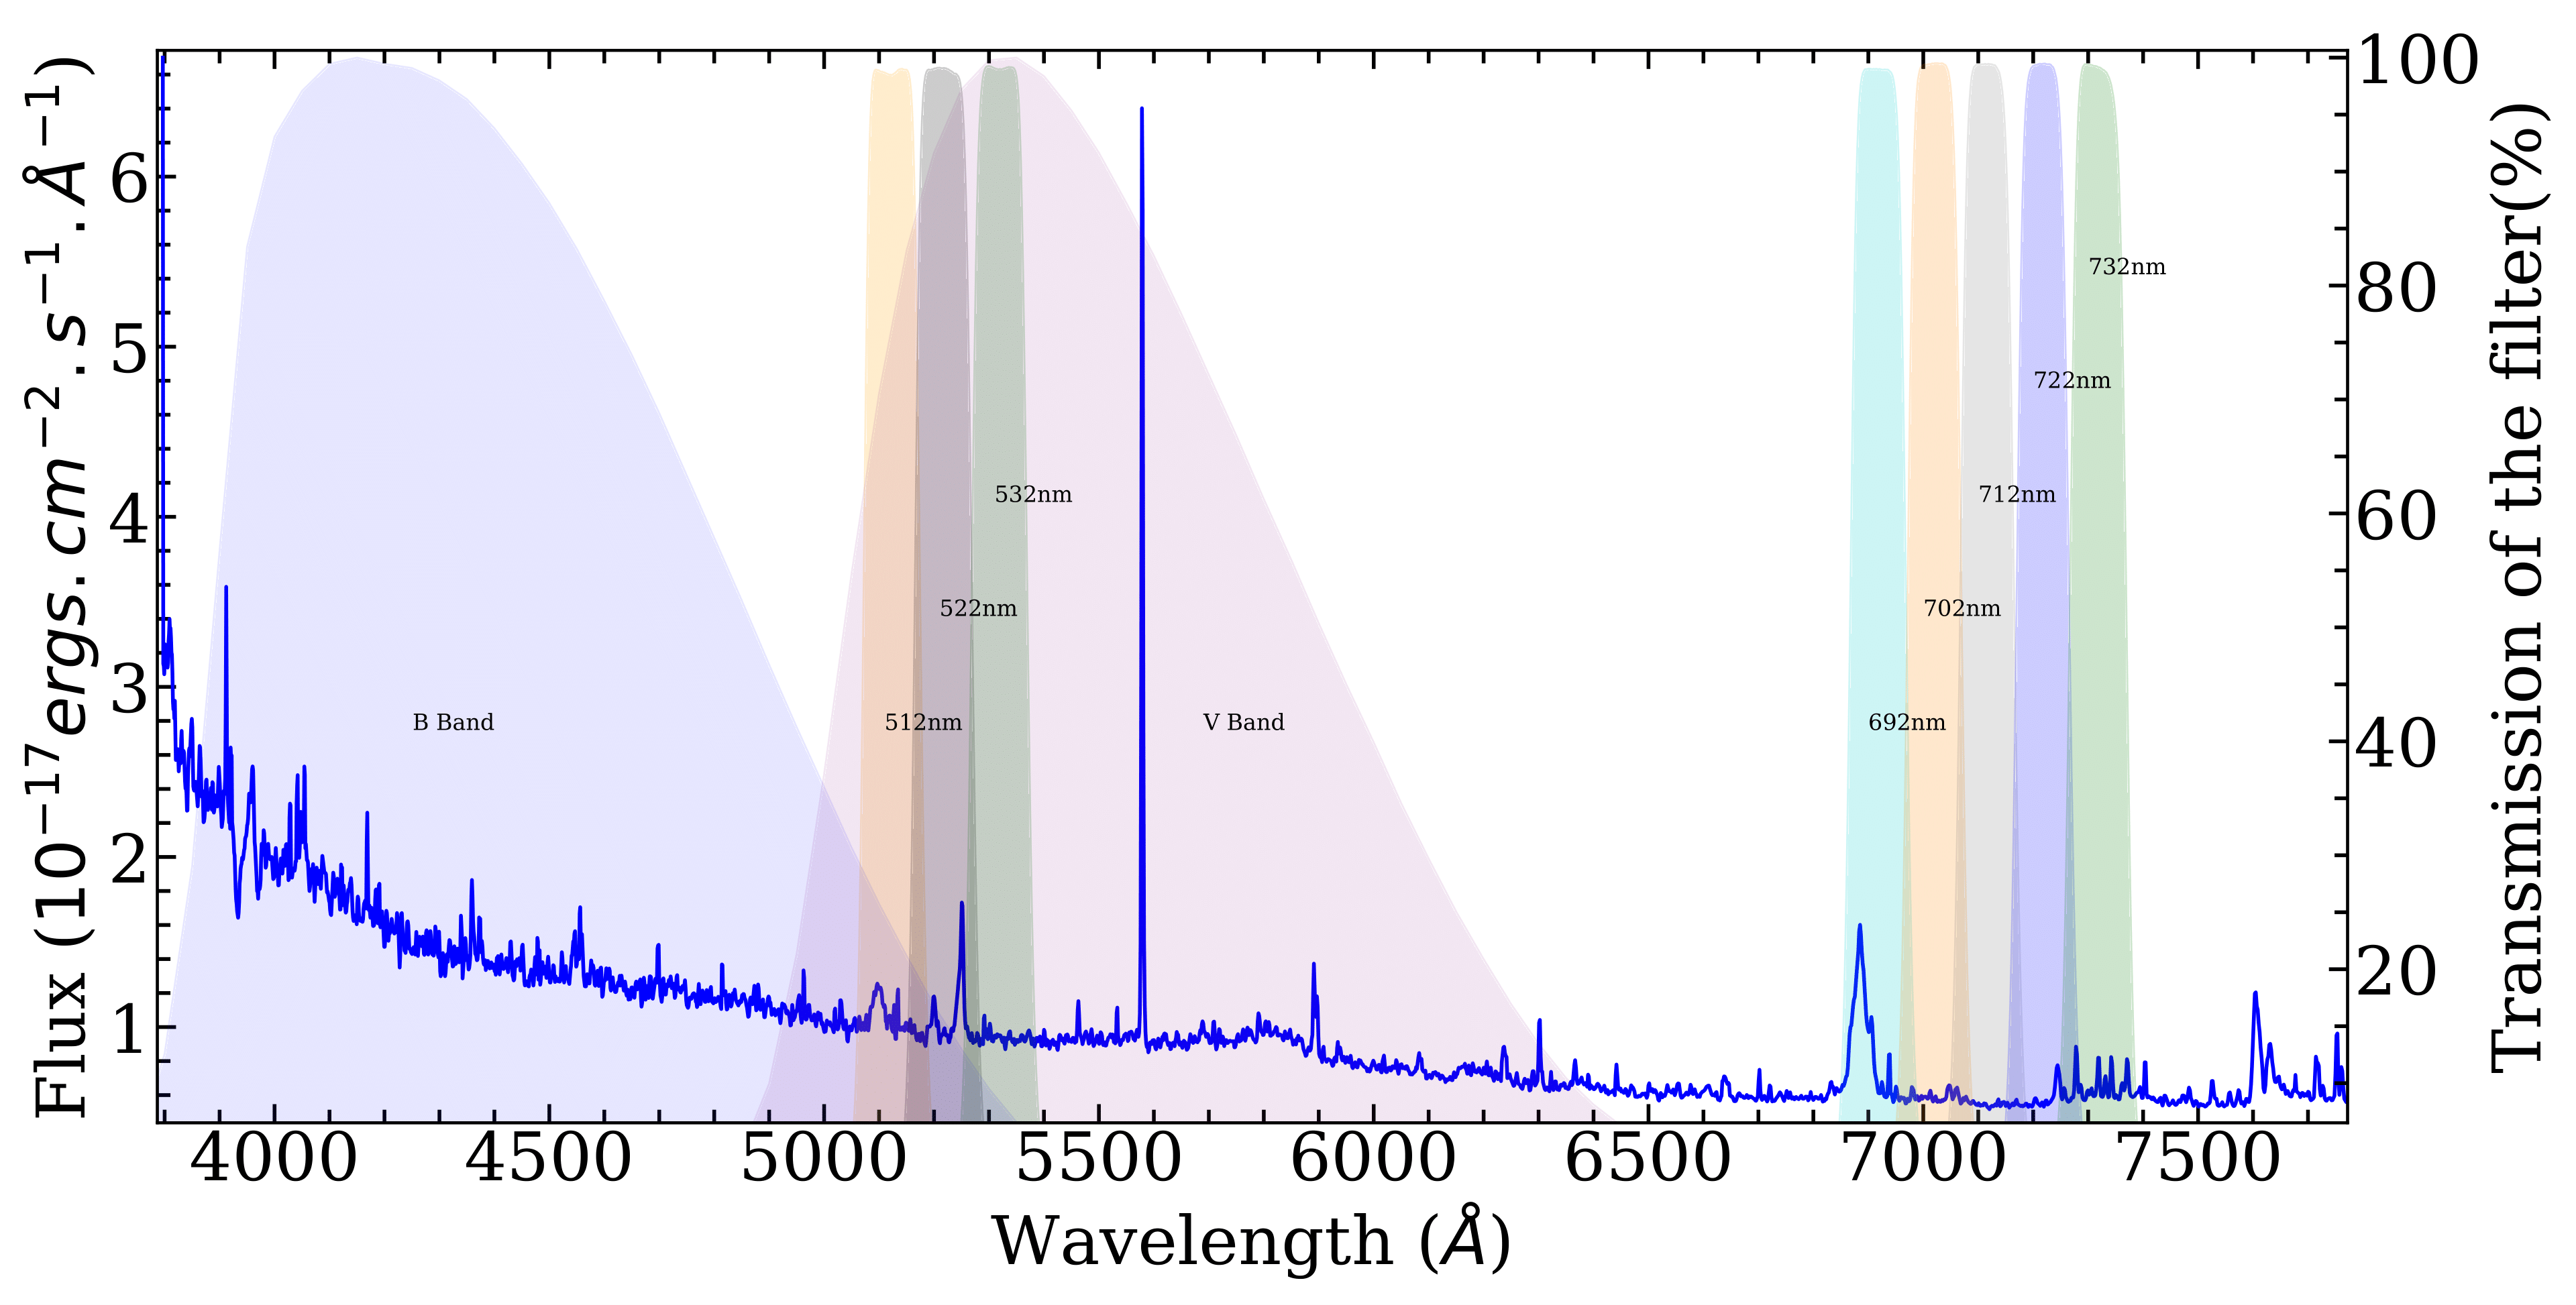 Flux (10⁻¹⁷ergs.cm⁻².s⁻¹.Å⁻¹)
6
5
4
3
2
1
100
80
60
40
20
Transmission of the filter(%)
732nm
722nm
532nm
712nm
522nm
702nm
B Band
512nm
V Band
692nm
4000 4500 5000 5500 6000 6500 7000 7500
Wavelength (Å)